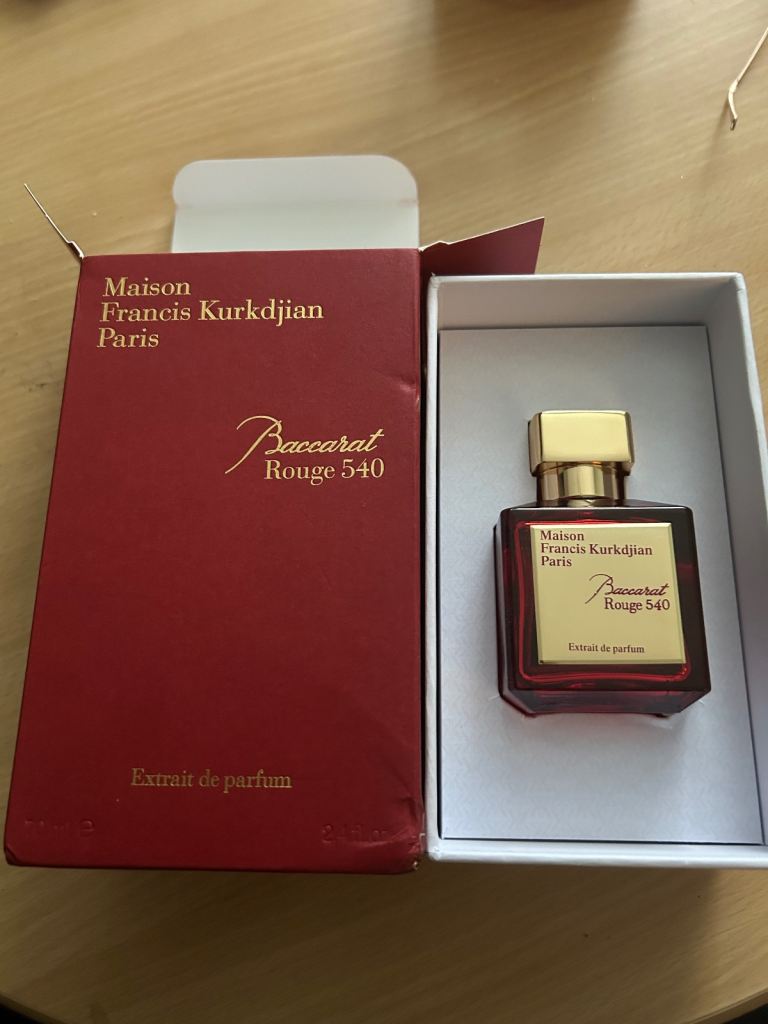 Maison
Francis Kurkdjian
Paris
Baccarat
Rouge 540
Extrait de parfum
Maison
Francis Kurkdjian
Paris
Baccarat
Rouge 540
Extrait de parfum